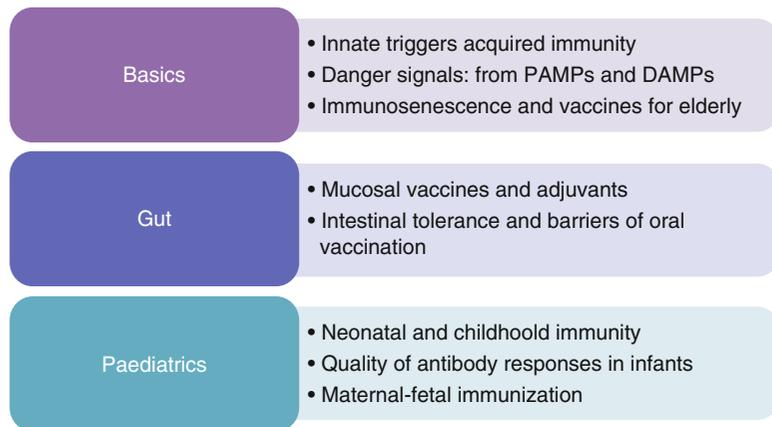 Basics
• Innate triggers acquired immunity
• Danger signals: from PAMPs and DAMPs
• Immunosenescence and vaccines for elderly
Gut
• Mucosal vaccines and adjuvants
• Intestinal tolerance and barriers of oral
vaccination
Paediatrics
• Neonatal and childhoold immunity
• Quality of antibody responses in infants
• Maternal-fetal immunization